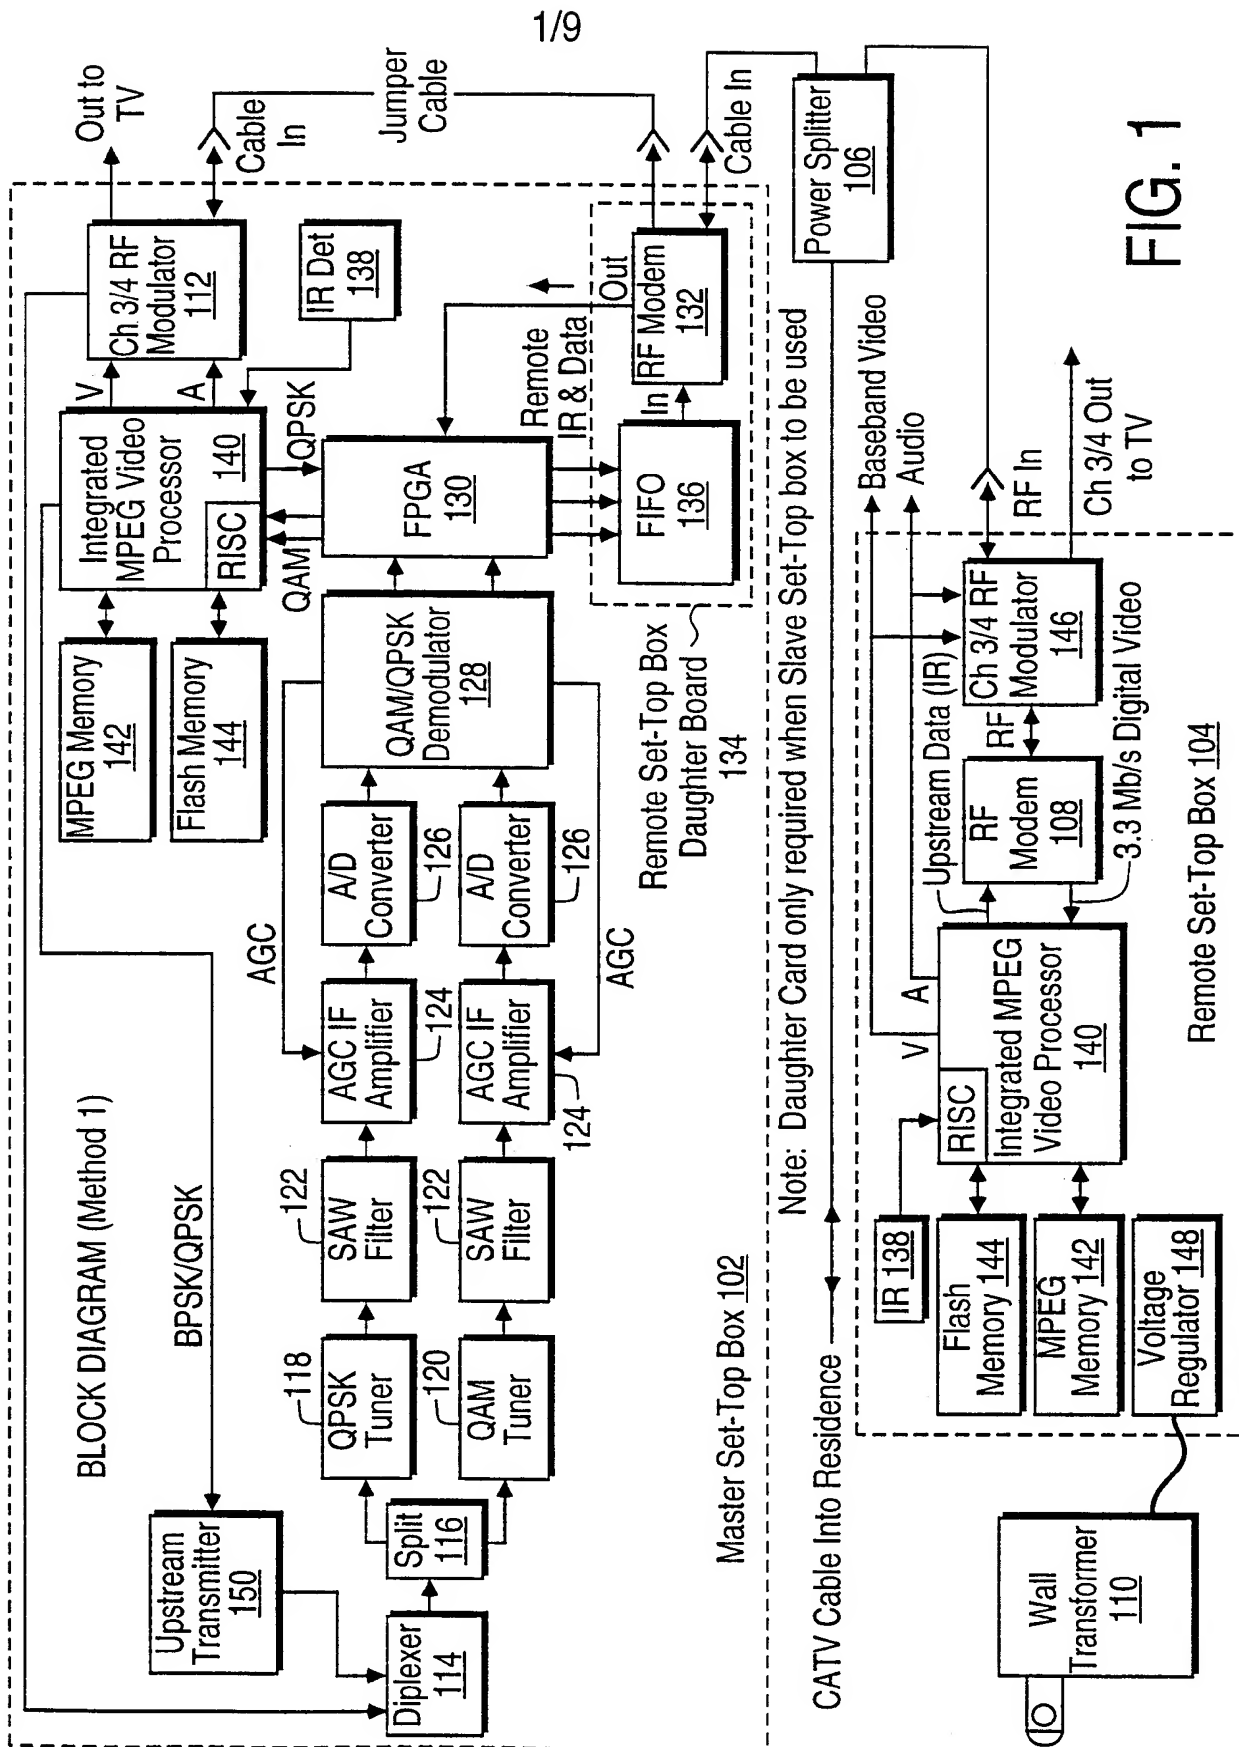 1/9
BLOCK DIAGRAM (Method 1)
BPSK/QPSK
Upstream
Transmitter
150
Diplexer
114
Split
116
QPSK
Tuner
118
QAM
Tuner
120
SAW
Filter
122
SAW
Filter
122
AGC IF
Amplifier
124
AGC IF
Amplifier
124
AGC
AGC
A/D
Converter
126
A/D
Converter
126
QAM/QPSK
Demodulator
128
MPEG Memory
142
Flash Memory
144
Integrated
MPEG Video
Processor
140
RISC
QAM
QPSK
FPGA
130
V
A
Ch 3/4 RF
Modulator
112
IR Det
138
Out to
TV
Cable
In
Jumper
Cable
Remote
IR & Data
Out
In
FIFO
136
RF Modem
132
Cable In
Remote Set-Top Box
Daughter Board
134
Master Set-Top Box 102
Note: Daughter Card only required when Slave Set-Top box to be used
CATV Cable Into Residence
Power Splitter
106
Baseband Video
Audio
RF In
Ch 3/4 Out
to TV
IR 138
Flash
Memory 144
MPEG
Memory 142
Voltage
Regulator 148
RISC
Integrated MPEG
Video Processor
140
V
A
Upstream Data (IR)
RF
Modem
108
RF
3.3 Mb/s Digital Video
Ch 3/4 RF
Modulator
146
Remote Set-Top Box 104
Wall
Transformer
110
FIG. 1